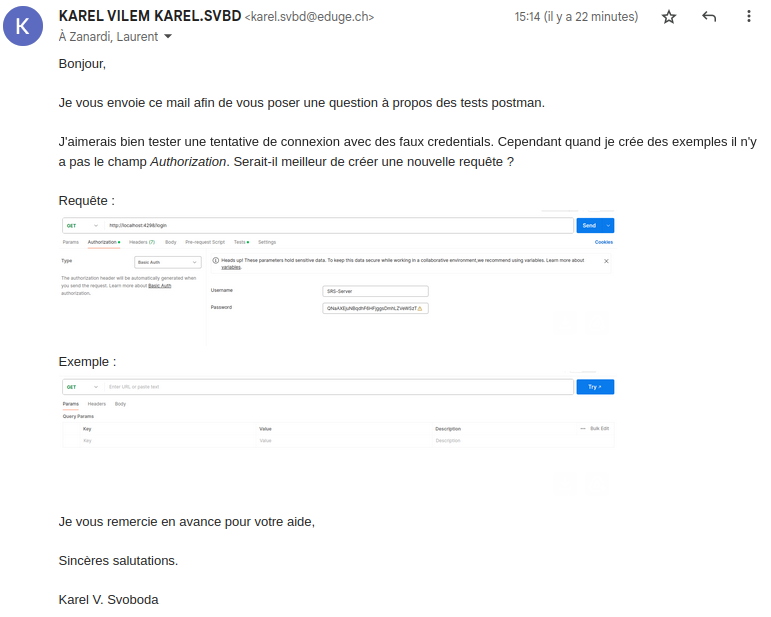 K
KAREL VILEM KAREL.SVBD <karel.svbd@eduge.ch>
15:14 (il y a 22 minutes)
À Zanardi, Laurent
Bonjour,
Je vous envoie ce mail afin de vous poser une question à propos des tests postman.
J'aimerais bien tester une tentative de connexion avec des faux credentials. Cependant quand je crée des exemples il n'y
a pas le champ Authorization. Serait-il meilleur de créer une nouvelle requête ?
Requête :
GET http://localhost:4298/login Send
Params Authorization Headers (7) Body Pre-request Script Tests Settings Cookies
Type Basic Auth
Heads up! These parameters hold sensitive data. To keep this data secure while working in a collaborative environment, we recommend using variables. Learn more about
variables.
The authorization header will be automatically generated when
you send the request. Learn more about Basic Auth
authorization.
Username SRS-Server
Password
Exemple :
GET Enter URL or paste text Try
Params Headers Body
Query Params
Key Value Description Bulk Edit
Key Value Description
Je vous remercie en avance pour votre aide,
Sincères salutations.
Karel V. Svoboda